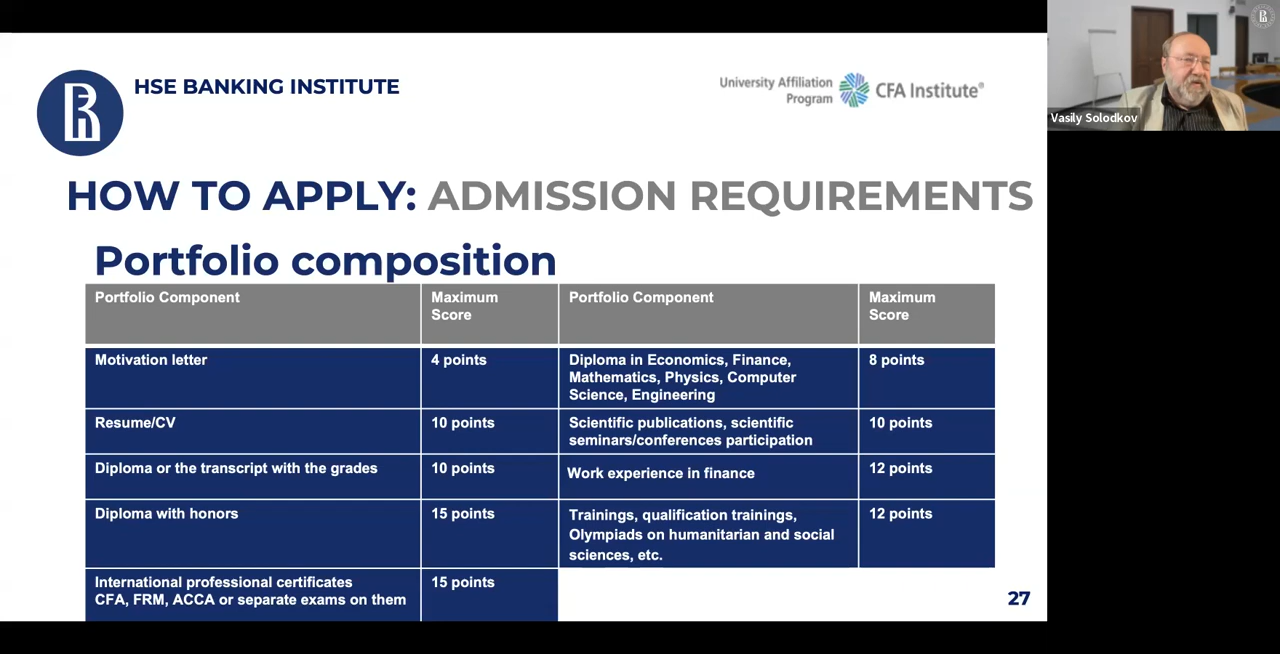 HSE BANKING INSTITUTE
University Affiliation
Program
CFA Institute®
Vasily Solodkov
HOW TO APPLY: ADMISSION REQUIREMENTS
Portfolio composition
Portfolio Component
Maximum
Score
Portfolio Component
Maximum
Score
Motivation letter
4 points
Diploma in Economics, Finance,
Mathematics, Physics, Computer
Science, Engineering
8 points
Resume/CV
10 points
Scientific publications, scientific
seminars/conferences participation
10 points
Diploma or the transcript with the grades
10 points
Work experience in finance
12 points
Diploma with honors
15 points
Trainings, qualification trainings,
Olympiads on humanitarian and social
sciences, etc.
12 points
International professional certificates
CFA, FRM, ACCA or separate exams on them
15 points
27